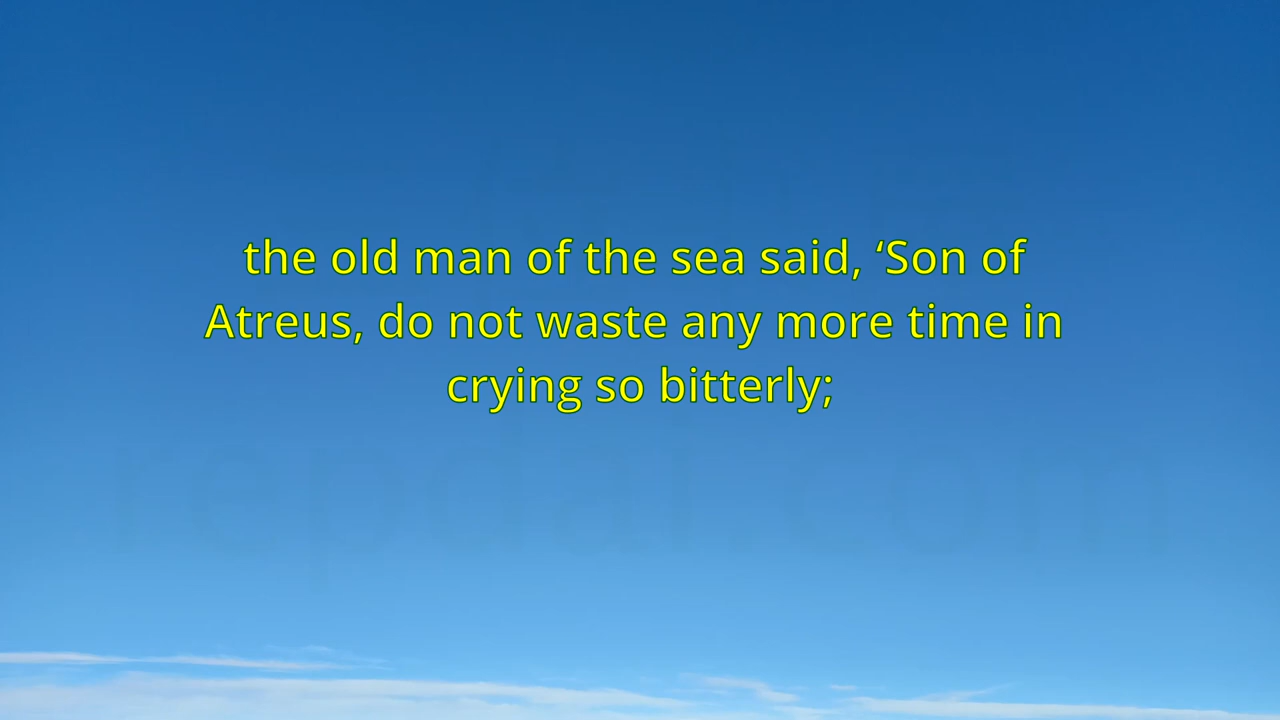 the old man of the sea said, ‘Son of
Atreus, do not waste any more time in
crying so bitterly;